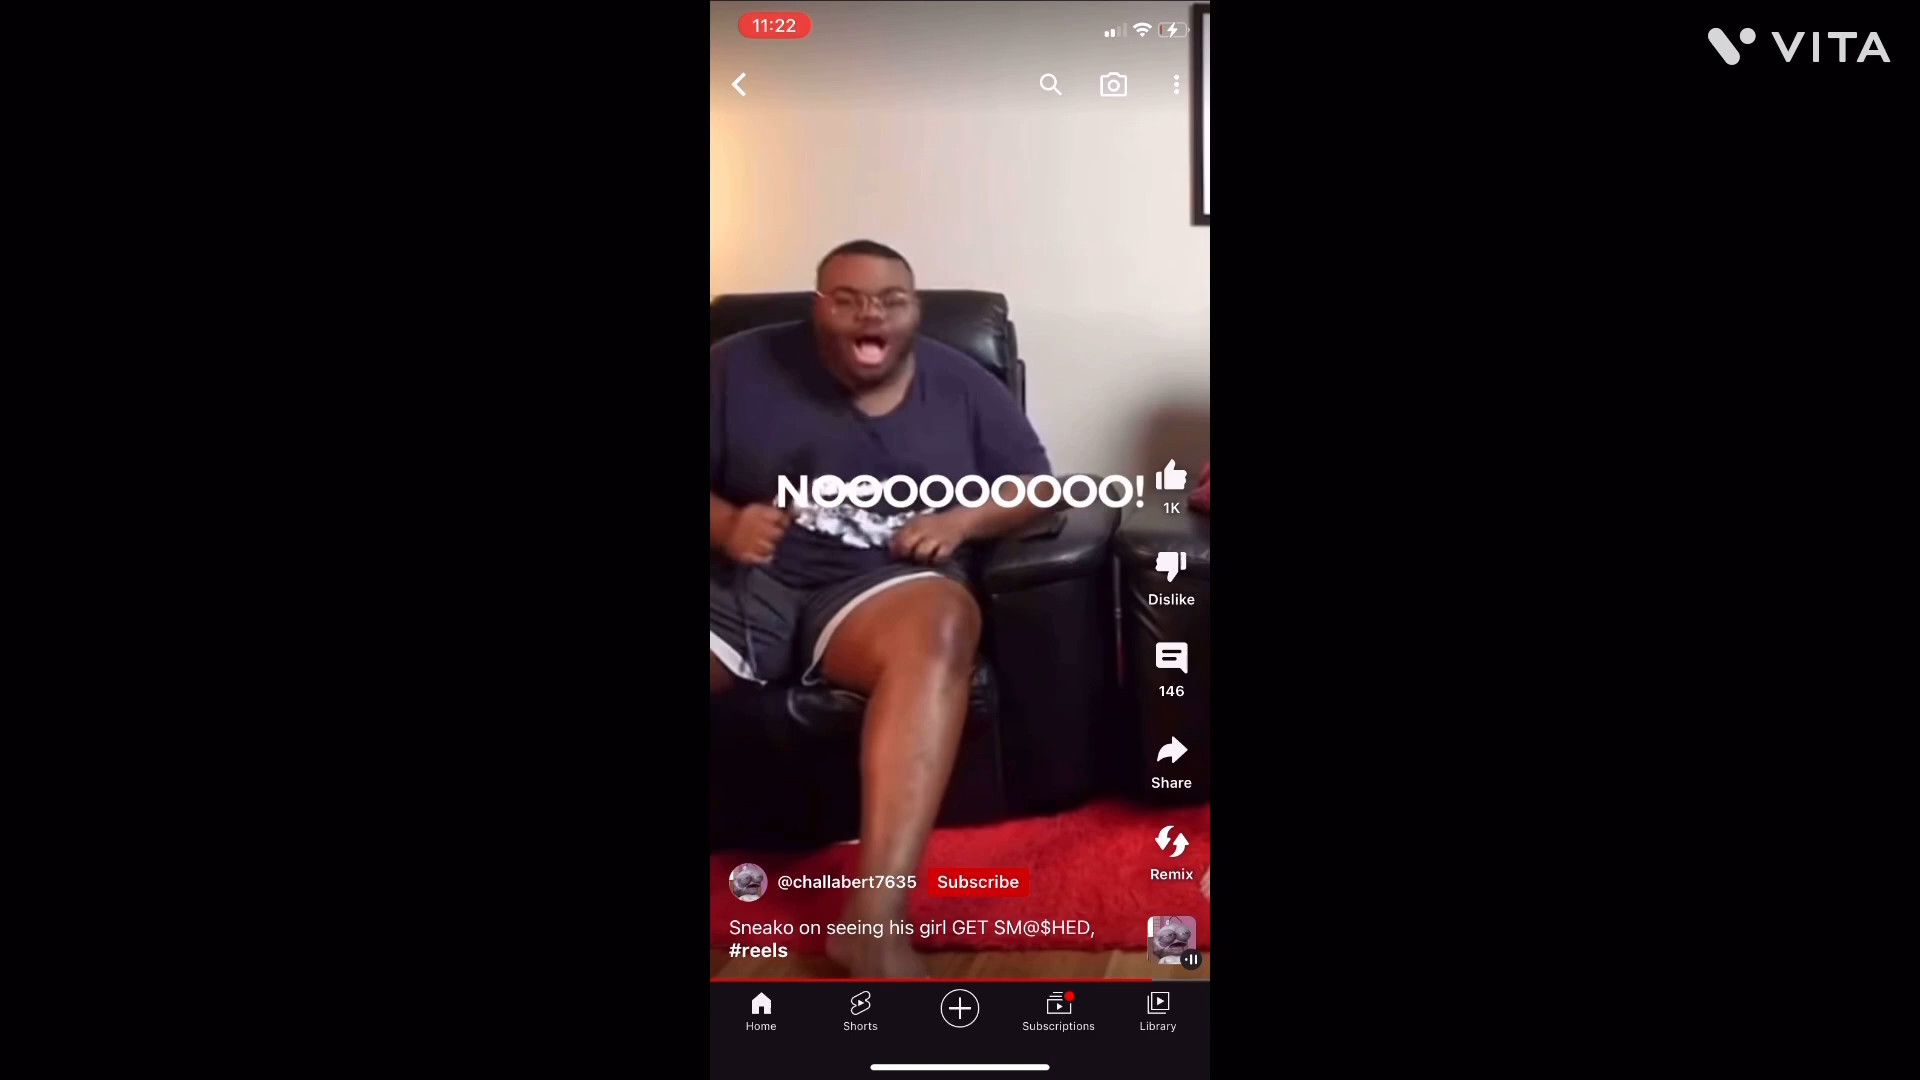 11:22
VITA
NOOOOOOOOOO!
1K
Dislike
146
Share
Remix
@challabert7635 Subscribe
Sneako on seeing his girl GET SM@$HED,
#reels
Home Shorts Subscriptions Library